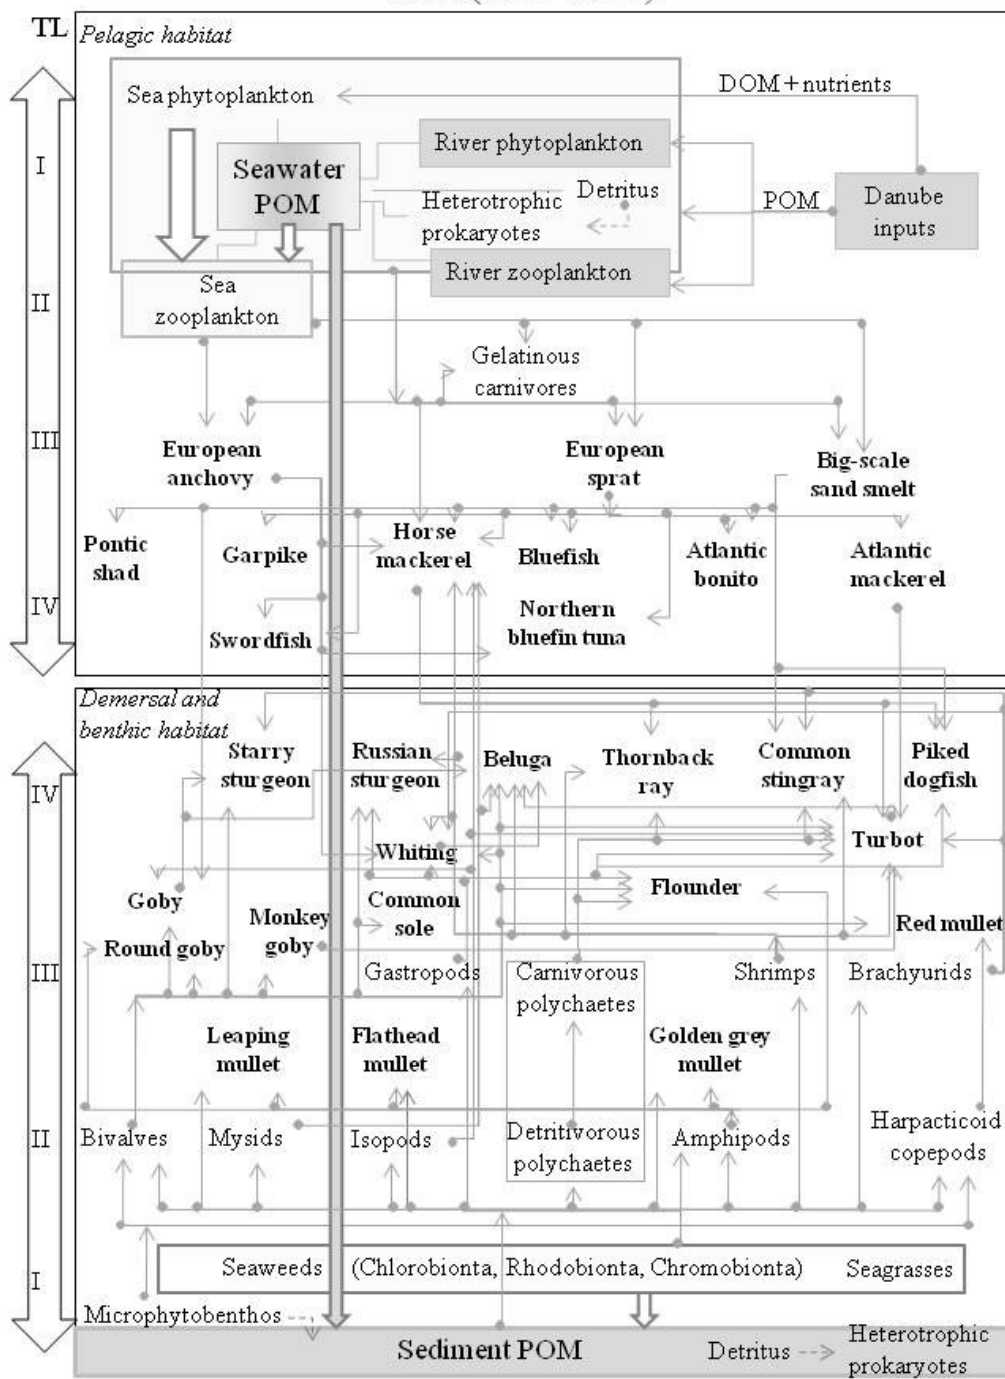 TL
Pelagic habitat
Sea phytoplankton
DOM + nutrients
I
Seawater
POM
River phytoplankton
Detritus
Heterotrophic
prokaryotes
POM
Danube
inputs
River zooplankton
II
Sea
zooplankton
Gelatinous
carnivores
III
European
anchovy
European
sprat
Big-scale
sand smelt
Pontic
shad
Garpike
Horse
mackerel
Bluefish
Atlantic
bonito
Atlantic
mackerel
IV
Swordfish
Northern
bluefin tuna
Demersal and
benthic habitat
IV
Starry
sturgeon
Russian
sturgeon
Beluga
Thornback
ray
Common
stingray
Piked
dogfish
Whiting
Turbot
Goby
Common
sole
Flounder
Round goby
Monkey
goby
Red mullet
III
Gastropods
Carnivorous
polychaetes
Shrimps
Brachyurids
Leaping
mullet
Flathead
mullet
Golden grey
mullet
II
Bivalves
Mysids
Isopods
Detritivorous
polychaetes
Amphipods
Harpacticoid
copepods
I
Seaweeds (Chlorobionta, Rhodobionta, Chromobionta) Seagrasses
Microphytobenthos
Sediment POM
Detritus
Heterotrophic
prokaryotes